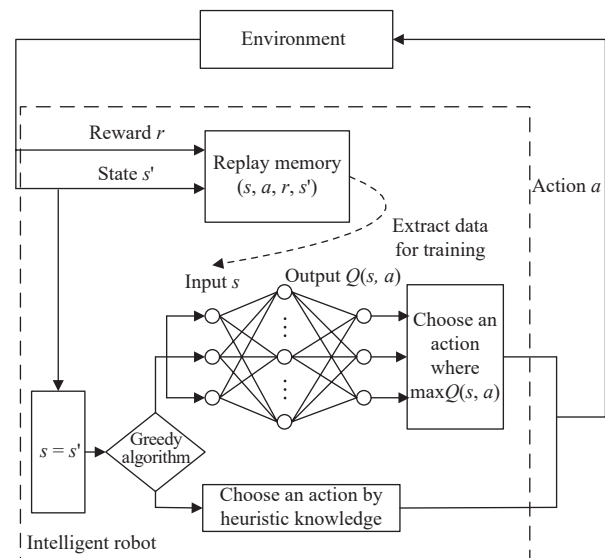 Environment
Reward r
State s'
Replay memory
(s, a, r, s')
Action a
Extract data
for training
Input s
Output Q(s, a)
Choose an
action
where
maxQ(s, a)
s = s'
Greedy
algorithm
Choose an action by
heuristic knowledge
Intelligent robot